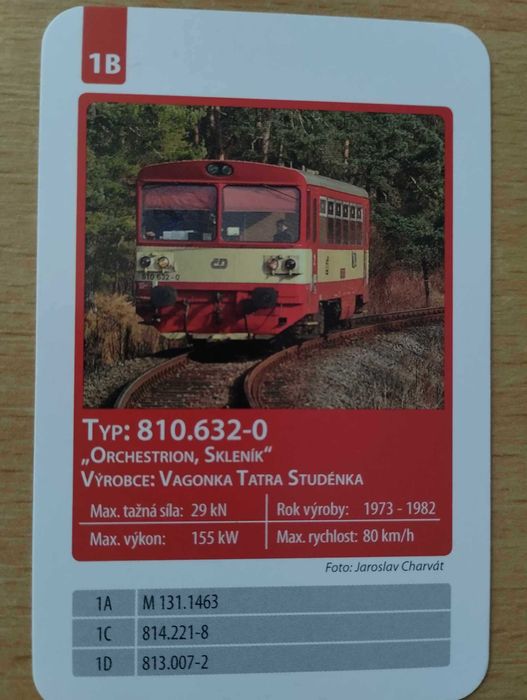 1B
810 632-0
TYP: 810.632-0
„ORCHESTRION, SKLENÍK“
VÝROBCE: VAGONKA TATRA STUDÉNKA
Max. tažná síla: 29 kN
Rok výroby: 1973 - 1982
Max. výkon: 155 kW
Max. rychlost: 80 km/h
Foto: Jaroslav Charvát
1A M 131.1463
1C 814.221-8
1D 813.007-2